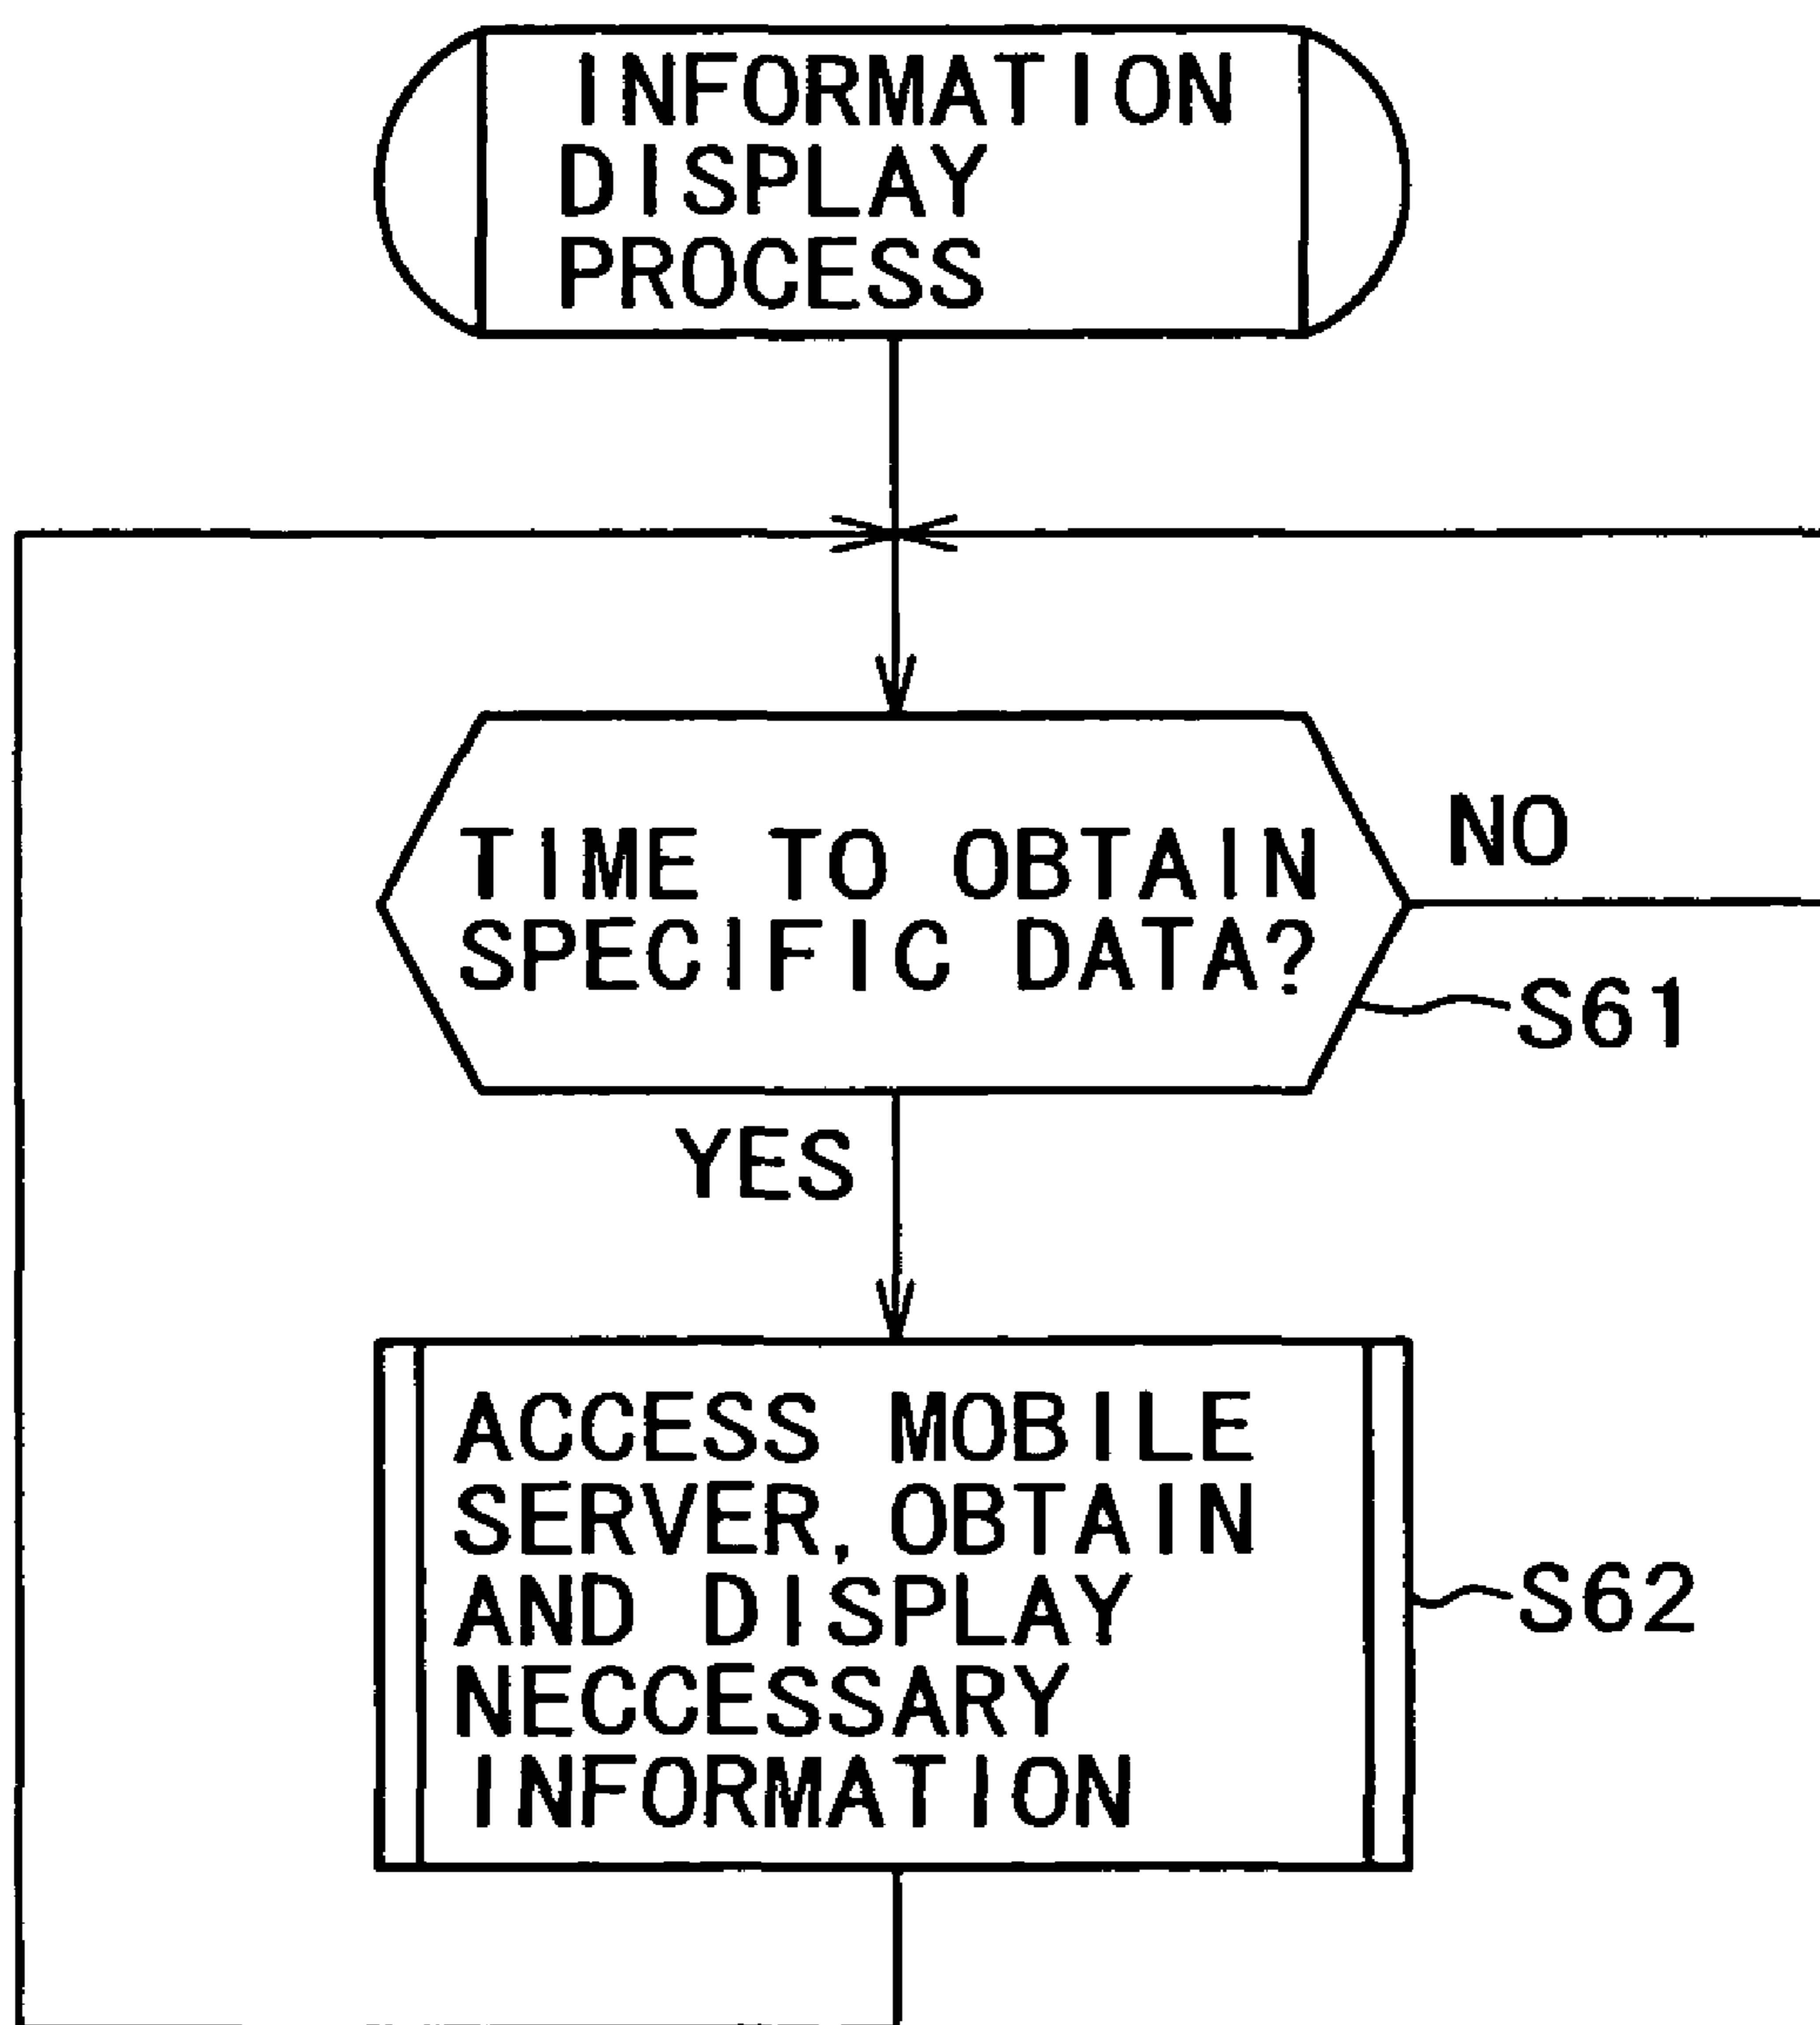 INFORMATION
DISPLAY
PROCESS
TIME TO OBTAIN
SPECIFIC DATA?
NO
S61
YES
ACCESS MOBILE
SERVER, OBTAIN
AND DISPLAY
NECCESSARY
INFORMATION
S62